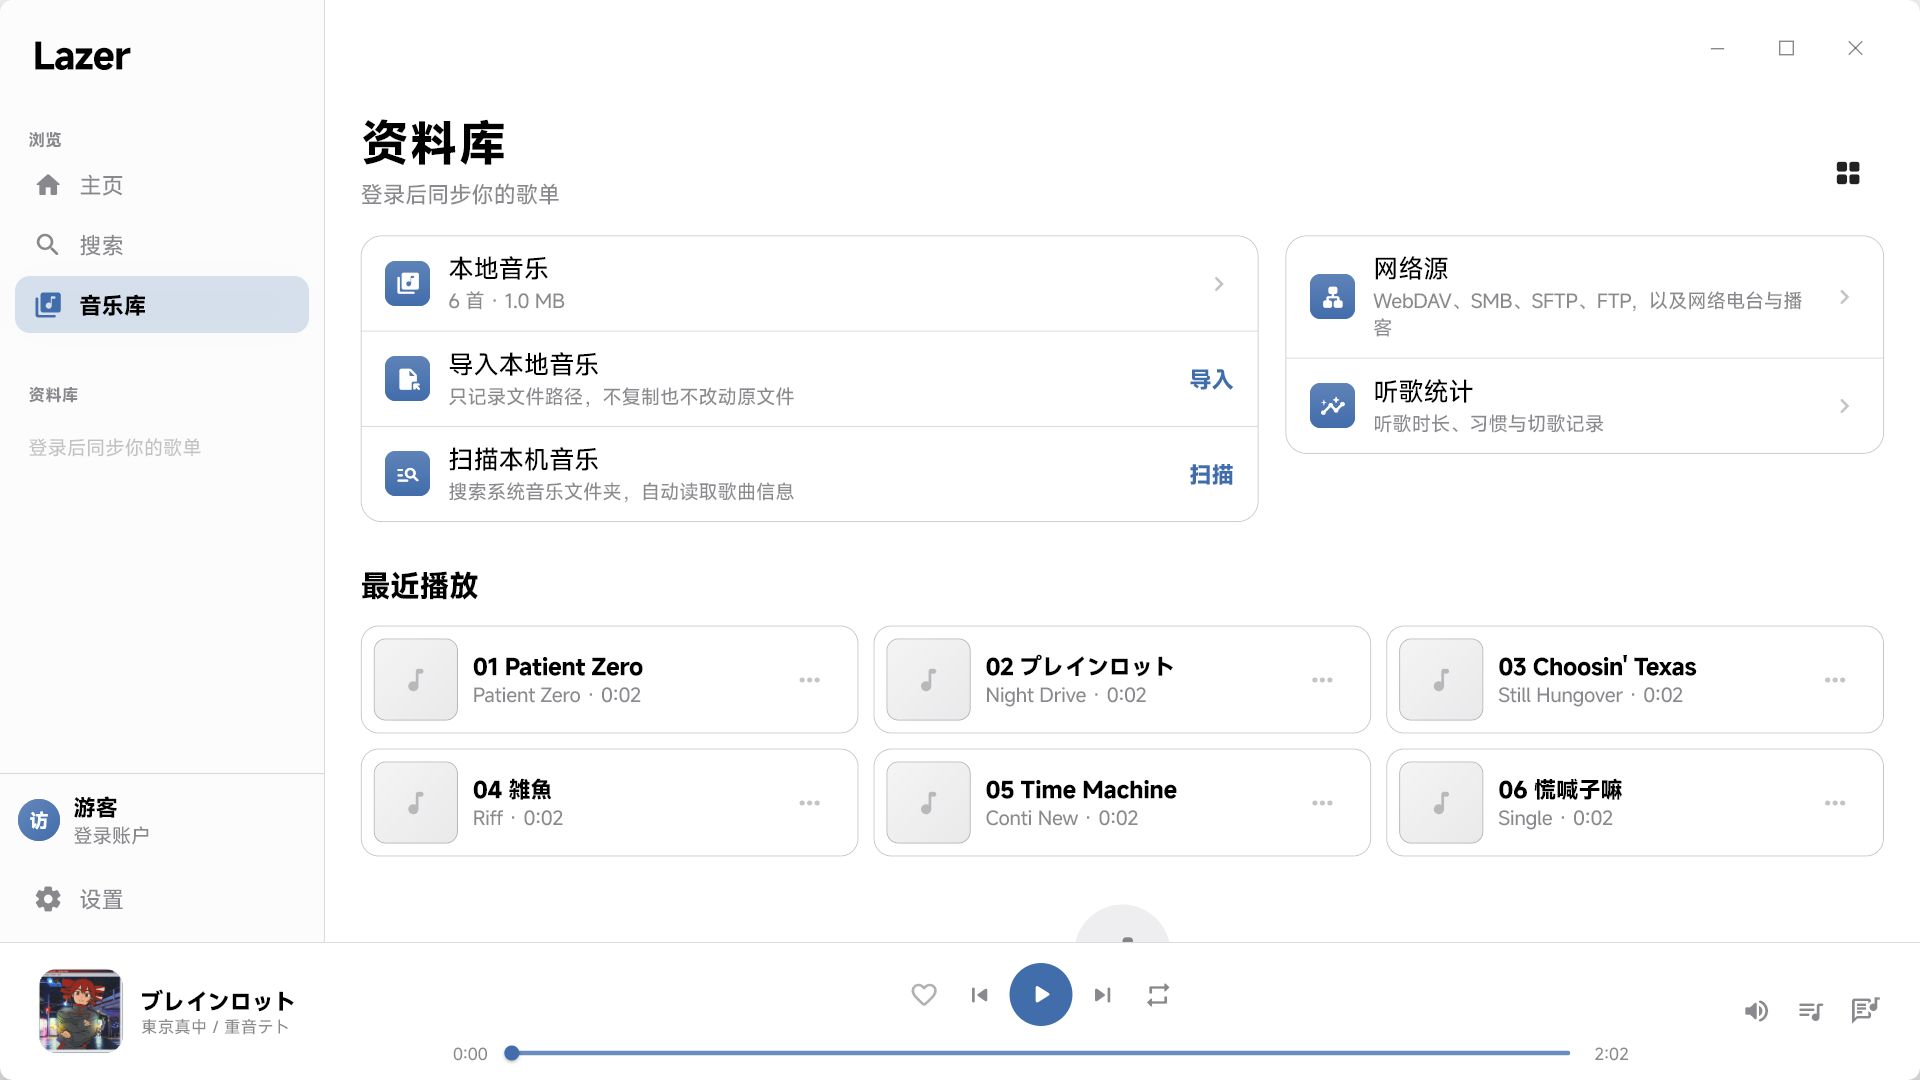 Lazer
浏览
主页
搜索
音乐库
资料库
登录后同步你的歌单
访
游客
登录账户
设置
资料库
登录后同步你的歌单
本地音乐
6 首 · 1.0 MB
导入本地音乐
只记录文件路径，不复制也不改动原文件
导入
扫描本机音乐
搜索系统音乐文件夹，自动读取歌曲信息
扫描
网络源
WebDAV、SMB、SFTP、FTP，以及网络电台与播
客
听歌统计
听歌时长、习惯与切歌记录
最近播放
01 Patient Zero
Patient Zero · 0:02
02 プレインロット
Night Drive · 0:02
03 Choosin' Texas
Still Hungover · 0:02
04 雑魚
Riff · 0:02
05 Time Machine
Conti New · 0:02
06 慌喊子嘛
Single · 0:02
ブレインロット
東京真中 / 重音テト
0:00
2:02